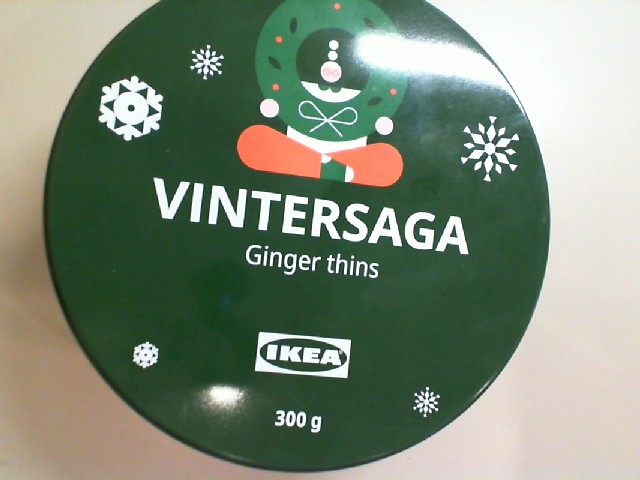 VINTERSAGA
Ginger thins
IKEA
300 g